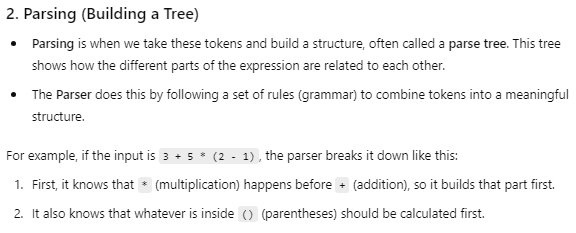 2. Parsing (Building a Tree)
• Parsing is when we take these tokens and build a structure, often called a parse tree. This tree
shows how the different parts of the expression are related to each other.
• The Parser does this by following a set of rules (grammar) to combine tokens into a meaningful
structure.
For example, if the input is 3 + 5 * (2 - 1) , the parser breaks it down like this:
1. First, it knows that * (multiplication) happens before + (addition), so it builds that part first.
2. It also knows that whatever is inside () (parentheses) should be calculated first.